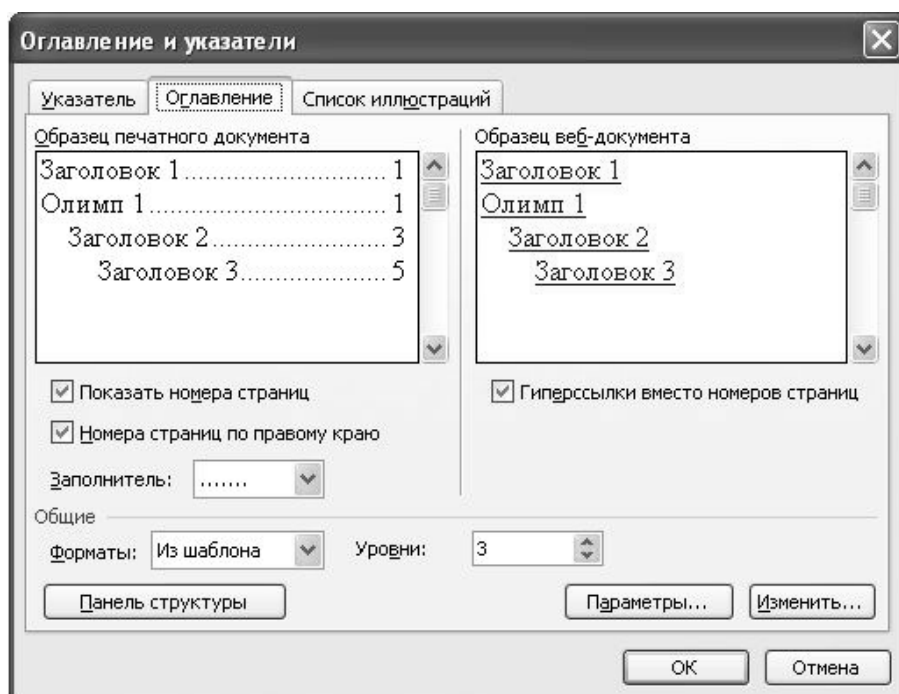 Оглавление и указатели
Указатель Оглавление Список иллюстраций
Образец печатного документа
Заголовок 1............................... 1
Олимп 1................................... 1
Заголовок 2......................... 3
Заголовок 3..................... 5
Образец веб-документа
Заголовок 1
Олимп 1
Заголовок 2
Заголовок 3
Показать номера страниц
Номера страниц по правому краю
Заполнитель: .......
Гиперссылки вместо номеров страниц
Общие
Форматы: Из шаблона Уровни: 3
Панель структуры Параметры... Изменить...
ОК Отмена